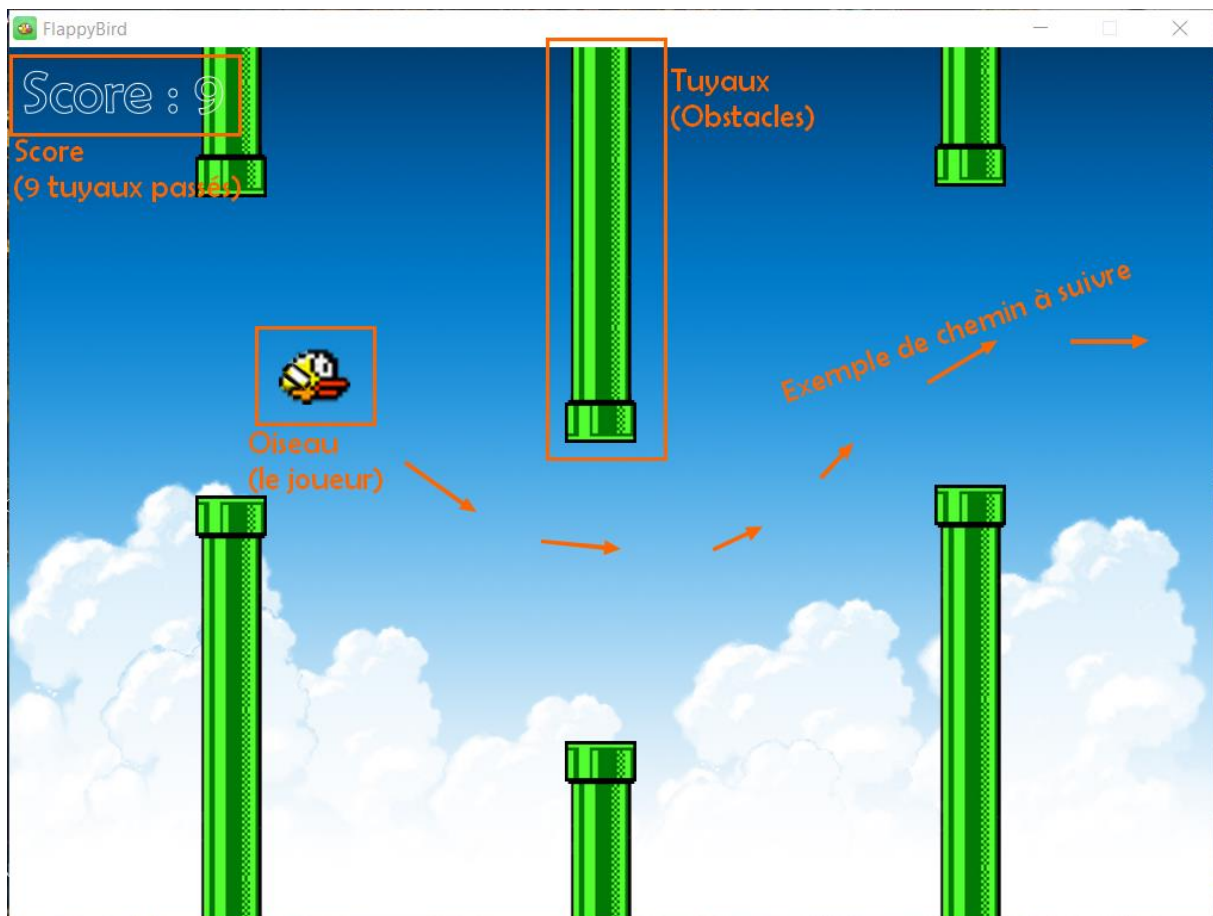 FlappyBird
Score : 9
Score
(9 tuyaux passés)
Tuyaux
(Obstacles)
Exemple de chemin à suivre
Oiseau
(le joueur)